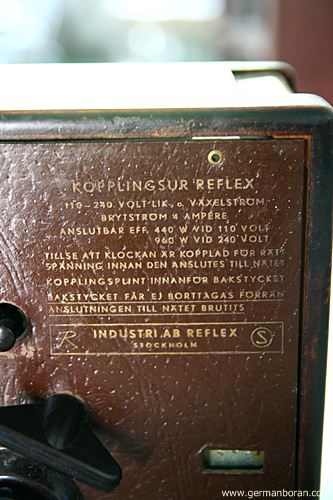 KOPPLINGSUR REFLEX
110-240 VOLT LIK. o. VÄXELSTRÖM
BRYTSTRÖM 4 AMPÈRE
ANSLUTBAR EFF. 440 W VID 110 VOLT
960 W VID 240 VOLT
TILLSE ATT KLOCKAN ÄR KOPPLAD FÖR RÄTT
SPÄNNING INNAN DEN ANSLUTES TILL NÄTET
KOPPLINGSPLINT INNANFÖR BAKSTYCKET
BAKSTYCKET FÅR EJ BORTTAGAS FÖRRÄN
ANSLUTNINGEN TILL NÄTET BRUTITS
R. INDUSTRI AB REFLEX S
STOCKHOLM
www.germanboran.com